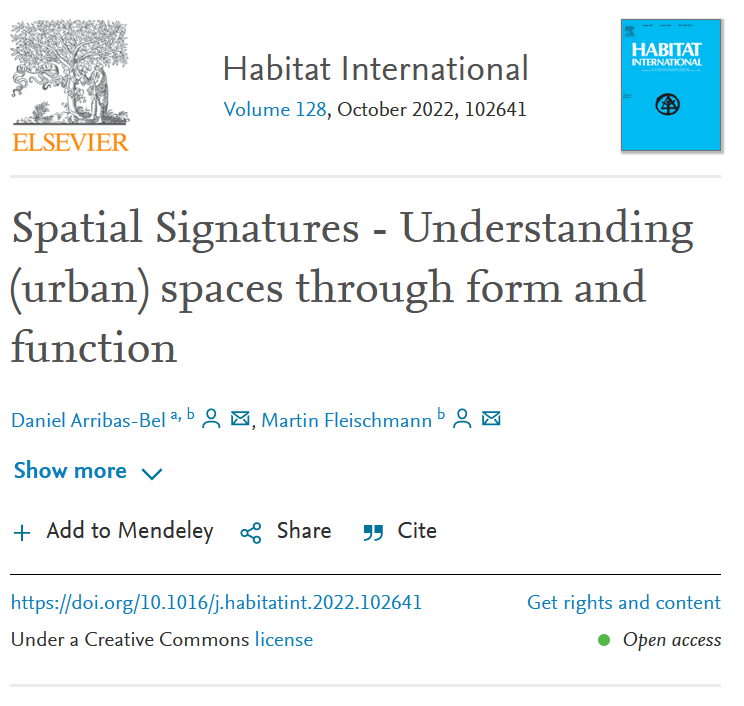 ELSEVIER
Habitat International
Volume 128, October 2022, 102641
HABITAT
INTERNATIONAL
Spatial Signatures - Understanding
(urban) spaces through form and
function
Daniel Arribas-Bel a, b , Martin Fleischmann b
Show more
Add to Mendeley Share Cite
https://doi.org/10.1016/j.habitatint.2022.102641 Get rights and content
Under a Creative Commons license Open access